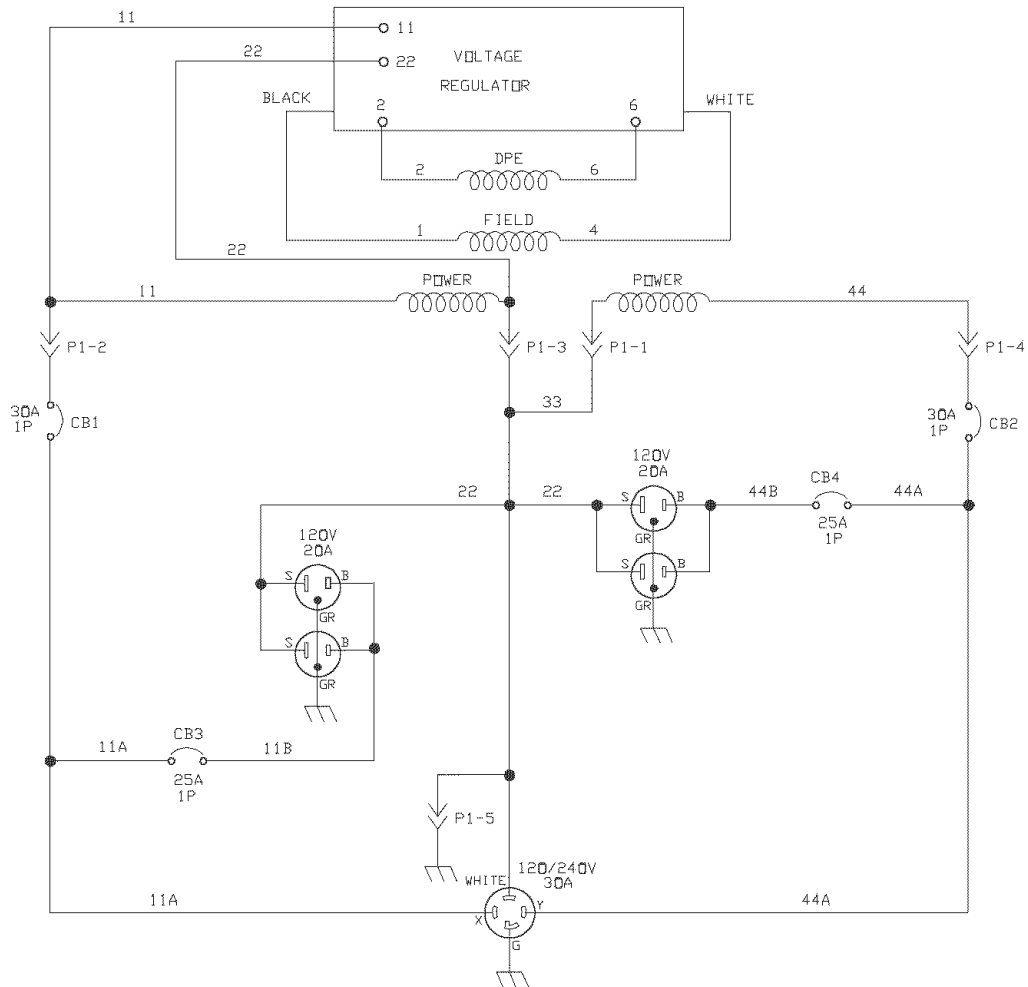 11
11
22
22
VOLTAGE
REGULATOR
BLACK
2
6
WHITE
DPE
2
6
FIELD
1
4
22
POWER
POWER
11
44
P1-2
P1-3
P1-1
P1-4
33
30A
1P
CB1
30A
1P
CB2
120V
20A
22
22
S
B
44B
CB4
44A
25A
1P
GR
120V
20A
S
B
GR
S
B
GR
S
B
GR
CB3
11A
11B
25A
1P
P1-5
120/240V
30A
WHITE
11A
X
Y
44A
G